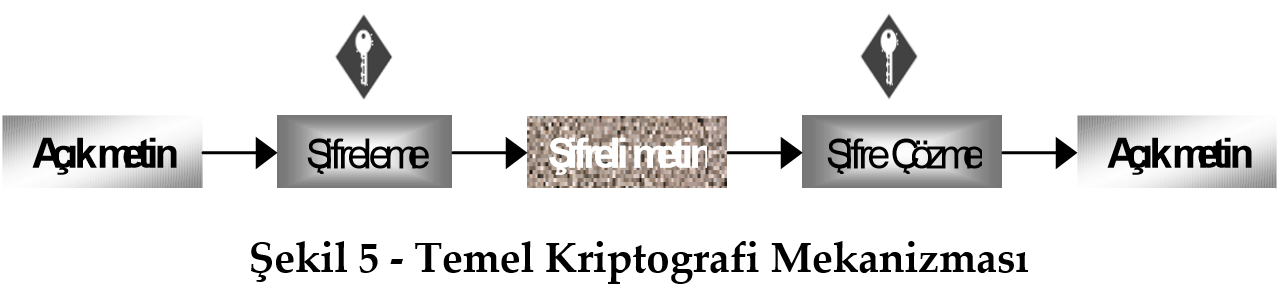 Açık metin
Şifreleme
Şifreli metin
Şifre Çözme
Açık metin
Şekil 5 - Temel Kriptografi Mekanizması